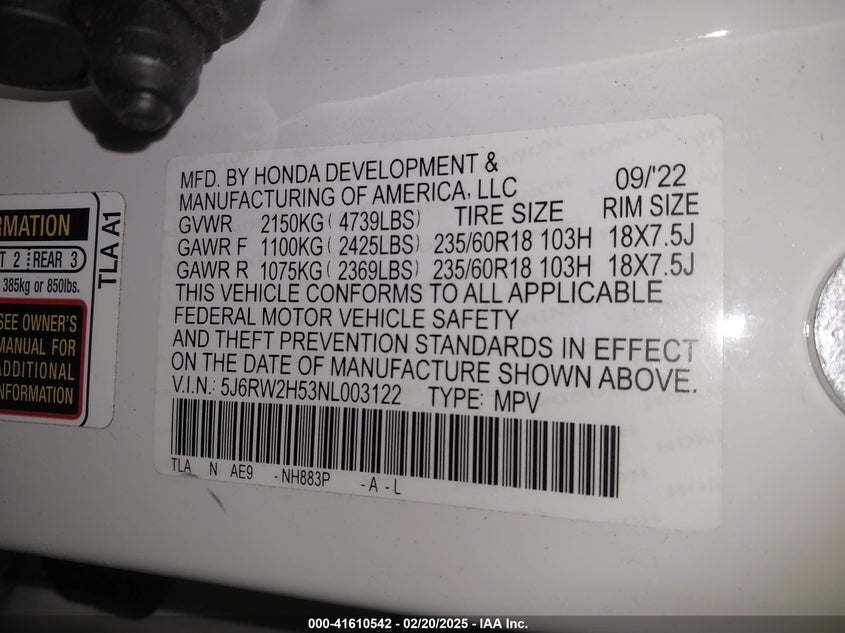 MFD. BY HONDA DEVELOPMENT &
MANUFACTURING OF AMERICA, LLC 09/'22
GVWR 2150KG ( 4739LBS) TIRE SIZE RIM SIZE
GAWR F 1100KG ( 2425LBS) 235/60R18 103H 18X7.5J
GAWR R 1075KG ( 2369LBS) 235/60R18 103H 18X7.5J
THIS VEHICLE CONFORMS TO ALL APPLICABLE
FEDERAL MOTOR VEHICLE SAFETY
AND THEFT PREVENTION STANDARDS IN EFFECT
ON THE DATE OF MANUFACTURE SHOWN ABOVE.
V.I.N.: 5J6RW2H53NL003122 TYPE: MPV
TLA N AE9 -NH883P -A-L
2 REAR 3
385kg or 850lbs.
SEE OWNER'S
MANUAL FOR
ADDITIONAL
TLA A1
000-41610542 - 02/20/2025 - IAA Inc.